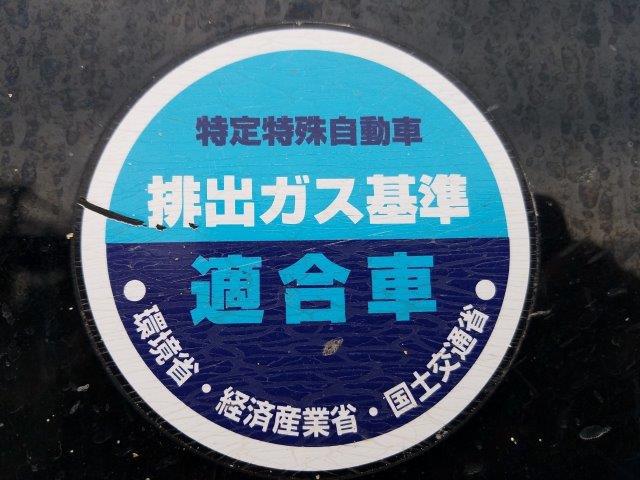 特定特殊自動車
排出ガス基準
適合車
●環境省・経済産業省・国土交通省●